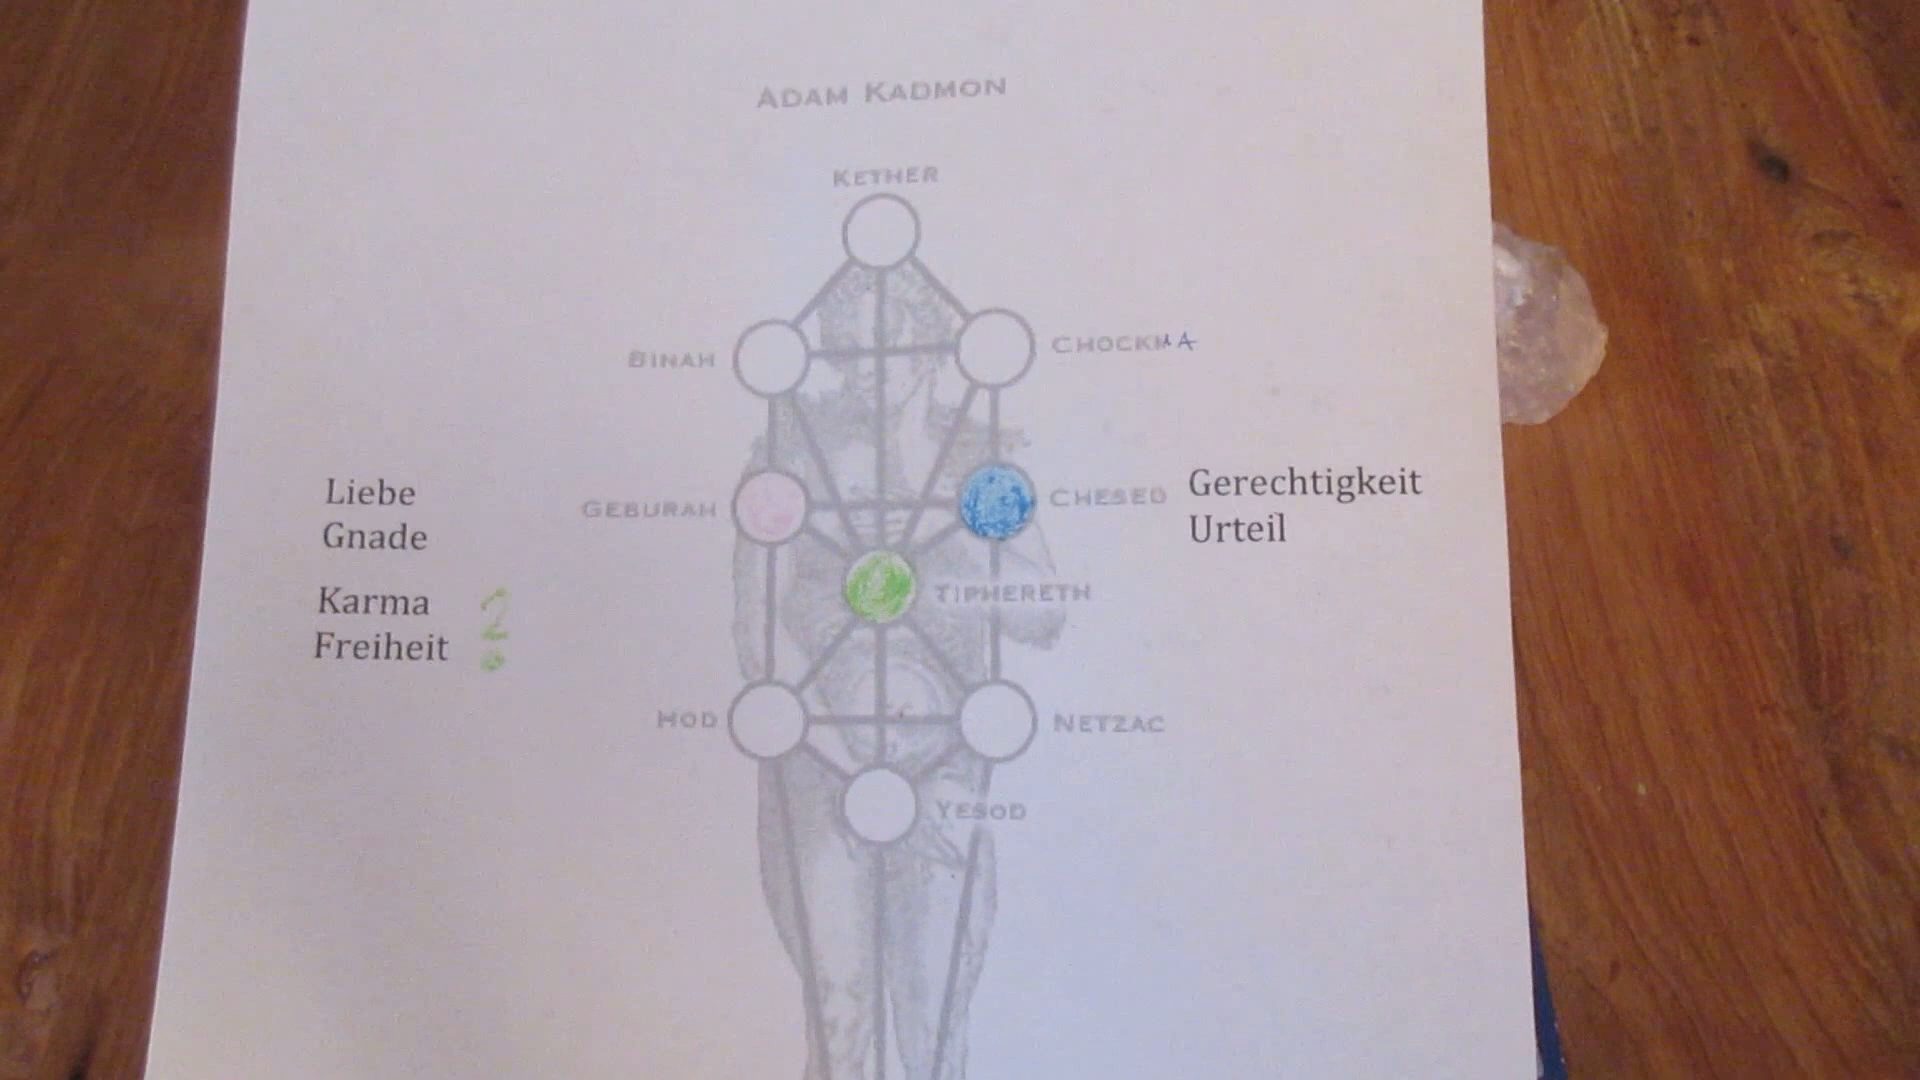 ADAM KADMON
KETHER
BINAH
CHOCKMA
Liebe
Gnade
GEBURAH
CHESED
Gerechtigkeit
Urteil
Karma
Freiheit
?
TIPHERETH
HOD
NETZAC
YESOD